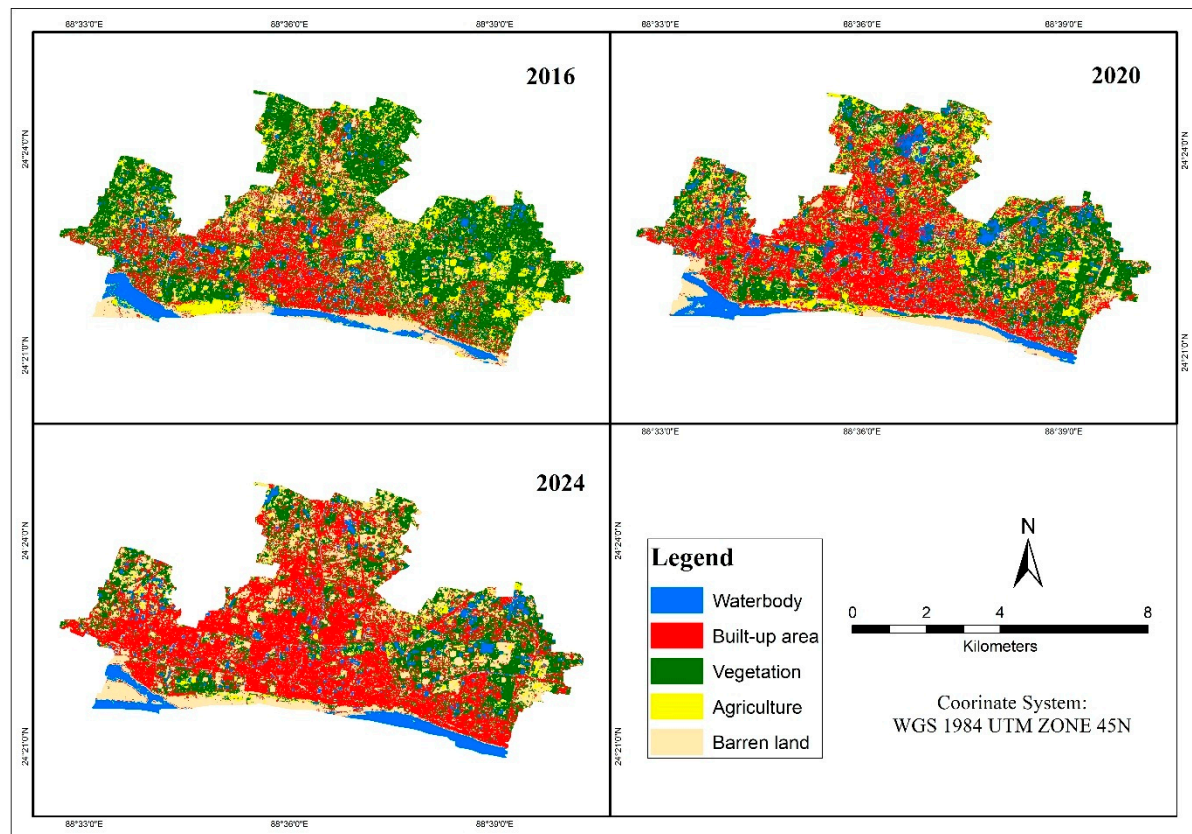 88°33'0"E 88°36'0"E 88°39'0"E 88°33'0"E 88°36'0"E 88°39'0"E
2016
2020
24°24'0"N
24°21'0"N
24°24'0"N
24°21'0"N
88°33'0"E 88°36'0"E 88°39'0"E
2024
24°24'0"N
24°21'0"N
24°24'0"N
24°21'0"N
88°33'0"E 88°36'0"E 88°39'0"E
Legend
Waterbody
Built-up area
Vegetation
Agriculture
Barren land
N
0 2 4 8
Kilometers
Coorinate System:
WGS 1984 UTM ZONE 45N